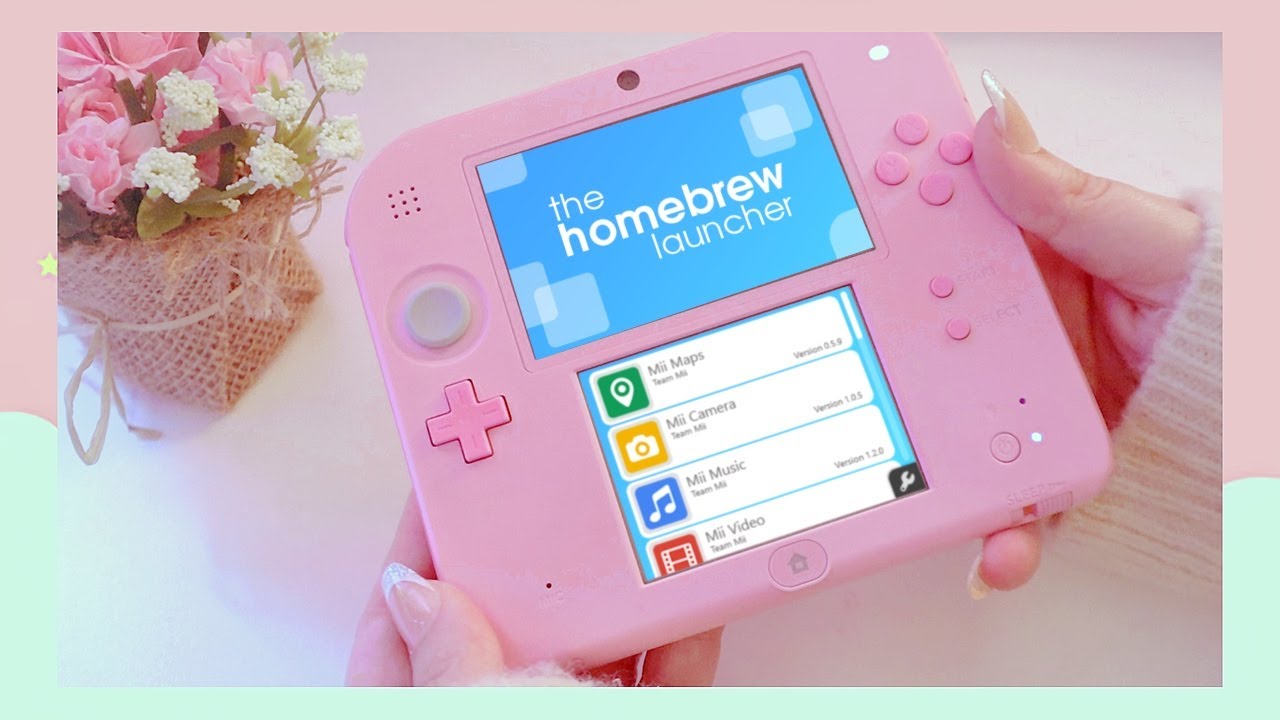 the
homebrew
launcher
Mii Maps
Team Mii
Version 0.5.9
Mii Camera
Team Mii
Version 1.0.5
Mii Music
Team Mii
Version 1.2.0
Mii Video
Team Mii
START
SELECT
SLEEP
MIC